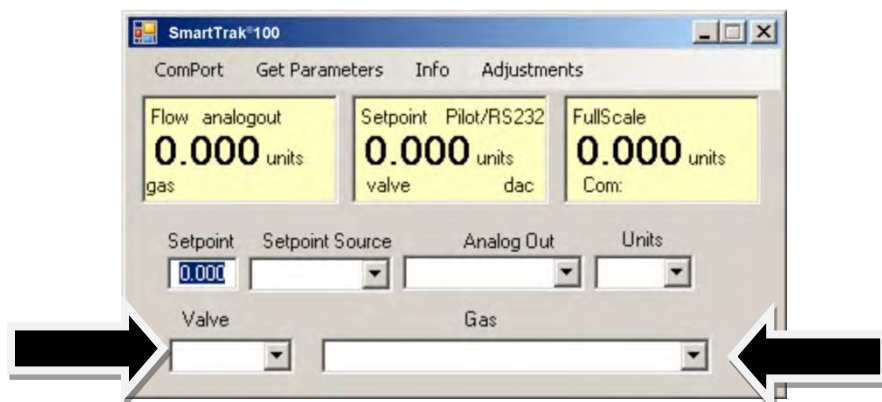 SmartTrak®100
ComPort Get Parameters Info Adjustments
Flow analogout
0.000 units
gas
Setpoint Pilot/RS232
0.000 units
valve dac
FullScale
0.000 units
Com:
Setpoint Setpoint Source Analog Out Units
0.000
Valve Gas